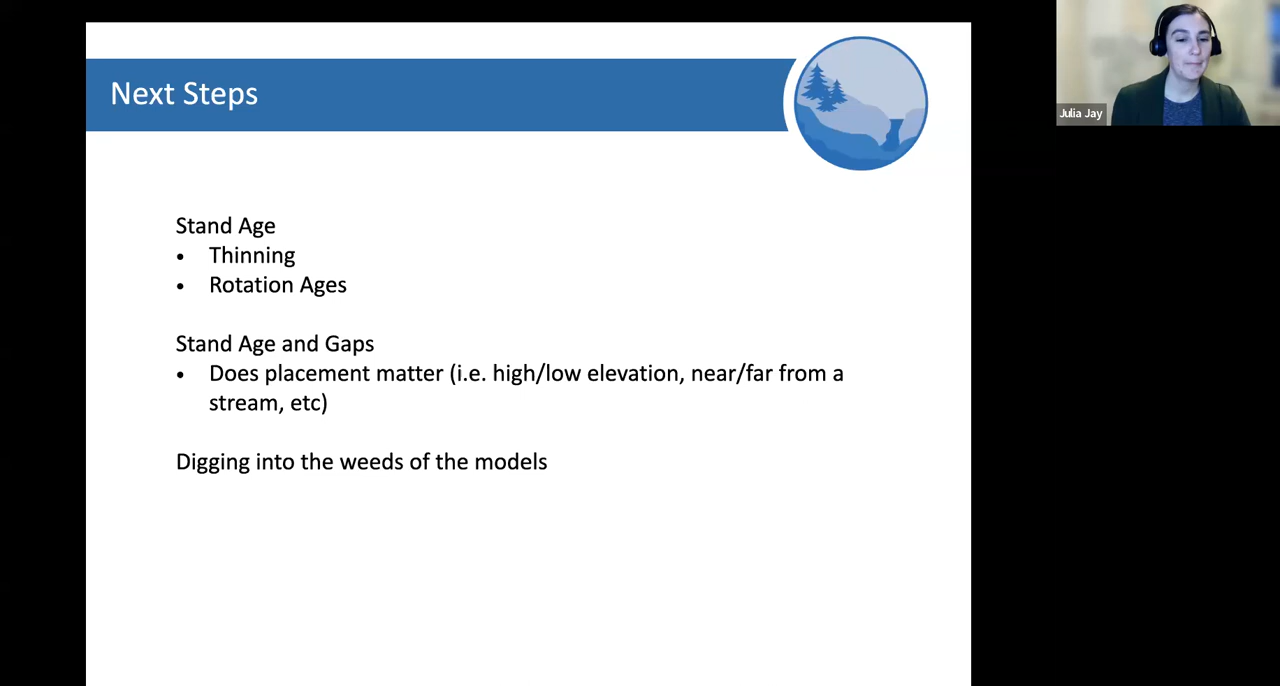 Next Steps
Julia Jay
Stand Age
• Thinning
• Rotation Ages
Stand Age and Gaps
• Does placement matter (i.e. high/low elevation, near/far from a
stream, etc)
Digging into the weeds of the models